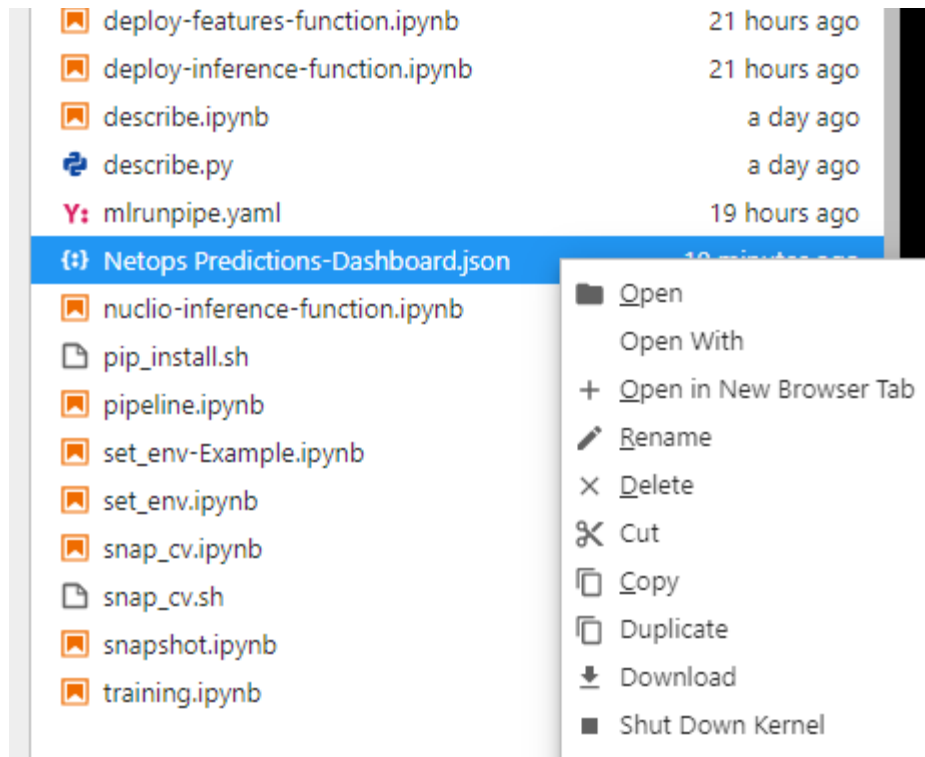 deploy-features-function.ipynb 21 hours ago
deploy-inference-function.ipynb 21 hours ago
describe.ipynb a day ago
describe.py a day ago
Y: mlrunpipe.yaml 19 hours ago
{:} Netops Predictions-Dashboard.json
nuclio-inference-function.ipynb
pip_install.sh
pipeline.ipynb
set_env-Example.ipynb
set_env.ipynb
snap_cv.ipynb
snap_cv.sh
snapshot.ipynb
training.ipynb
Open
Open With
Open in New Browser Tab
Rename
Delete
Cut
Copy
Duplicate
Download
Shut Down Kernel